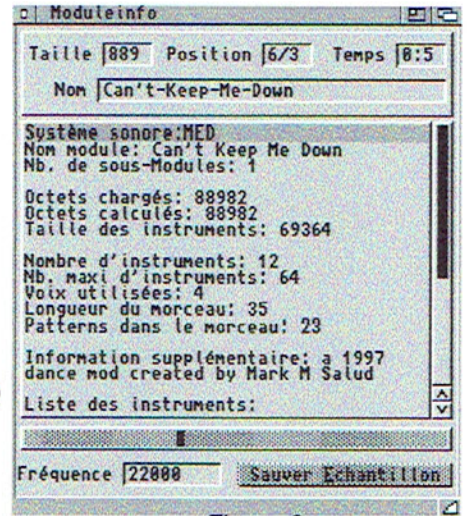 Moduleinfo
Taille 889 Position 6/3 Temps 0:5
Nom Can't-Keep-Me-Down
Système sonore:MED
Nom module: Can't Keep Me Down
Nb. de sous-Modules: 1
Octets chargés: 88982
Octets calculés: 88982
Taille des instruments: 69364
Nombre d'instruments: 12
Nb. maxi d'instruments: 64
Voix utilisées: 4
Longueur du morceau: 35
Patterns dans le morceau: 23
Information supplémentaire: a 1997
dance mod created by Mark M Salud
Liste des instruments:
Fréquence 22000 Sauver Echantillon